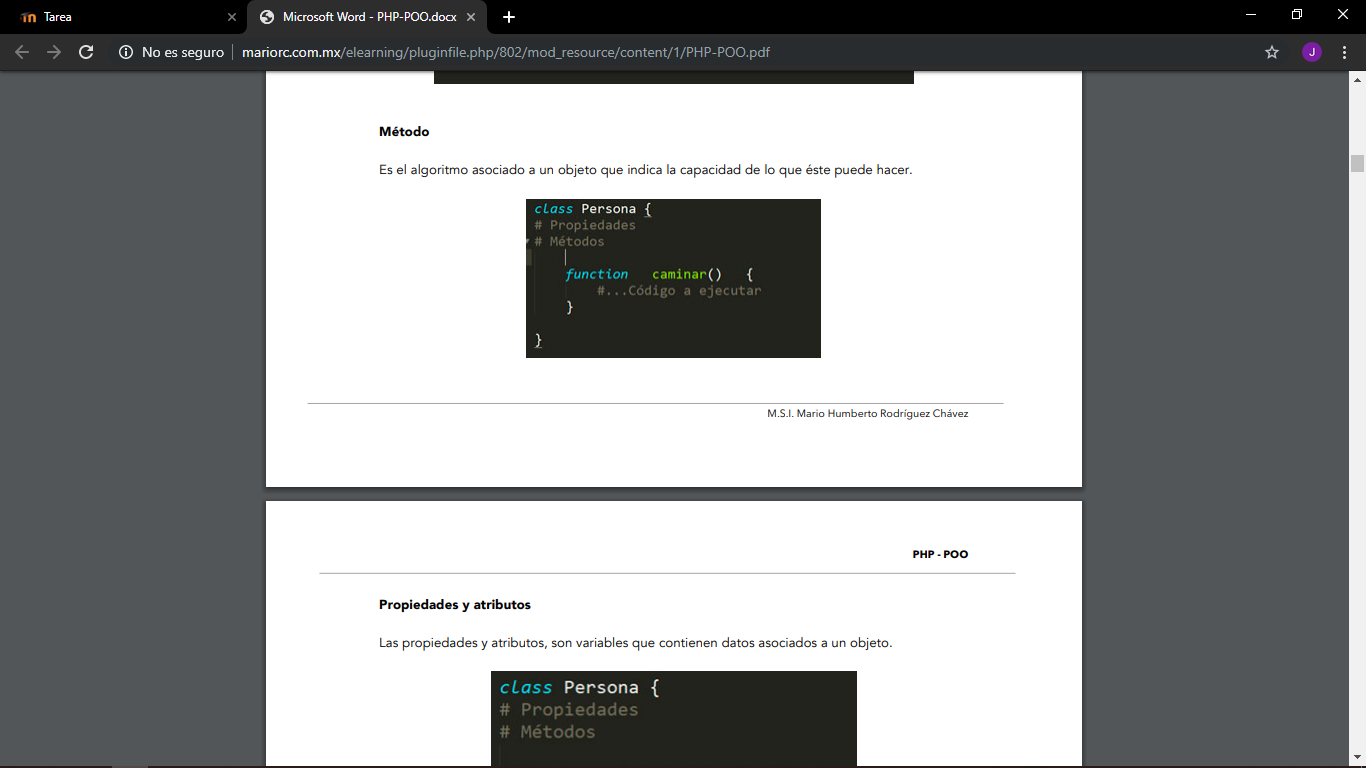 Tarea
Microsoft Word - PHP-POO.docx
No es seguro
mariorc.com.mx/elearning/pluginfile.php/802/mod_resource/content/1/PHP-POO.pdf
J
Método
Es el algoritmo asociado a un objeto que indica la capacidad de lo que éste puede hacer.
class Persona {
# Propiedades
# Métodos
function caminar() {
#...Código a ejecutar
}
}
M.S.I. Mario Humberto Rodríguez Chávez
PHP - POO
Propiedades y atributos
Las propiedades y atributos, son variables que contienen datos asociados a un objeto.
class Persona {
# Propiedades
# Métodos